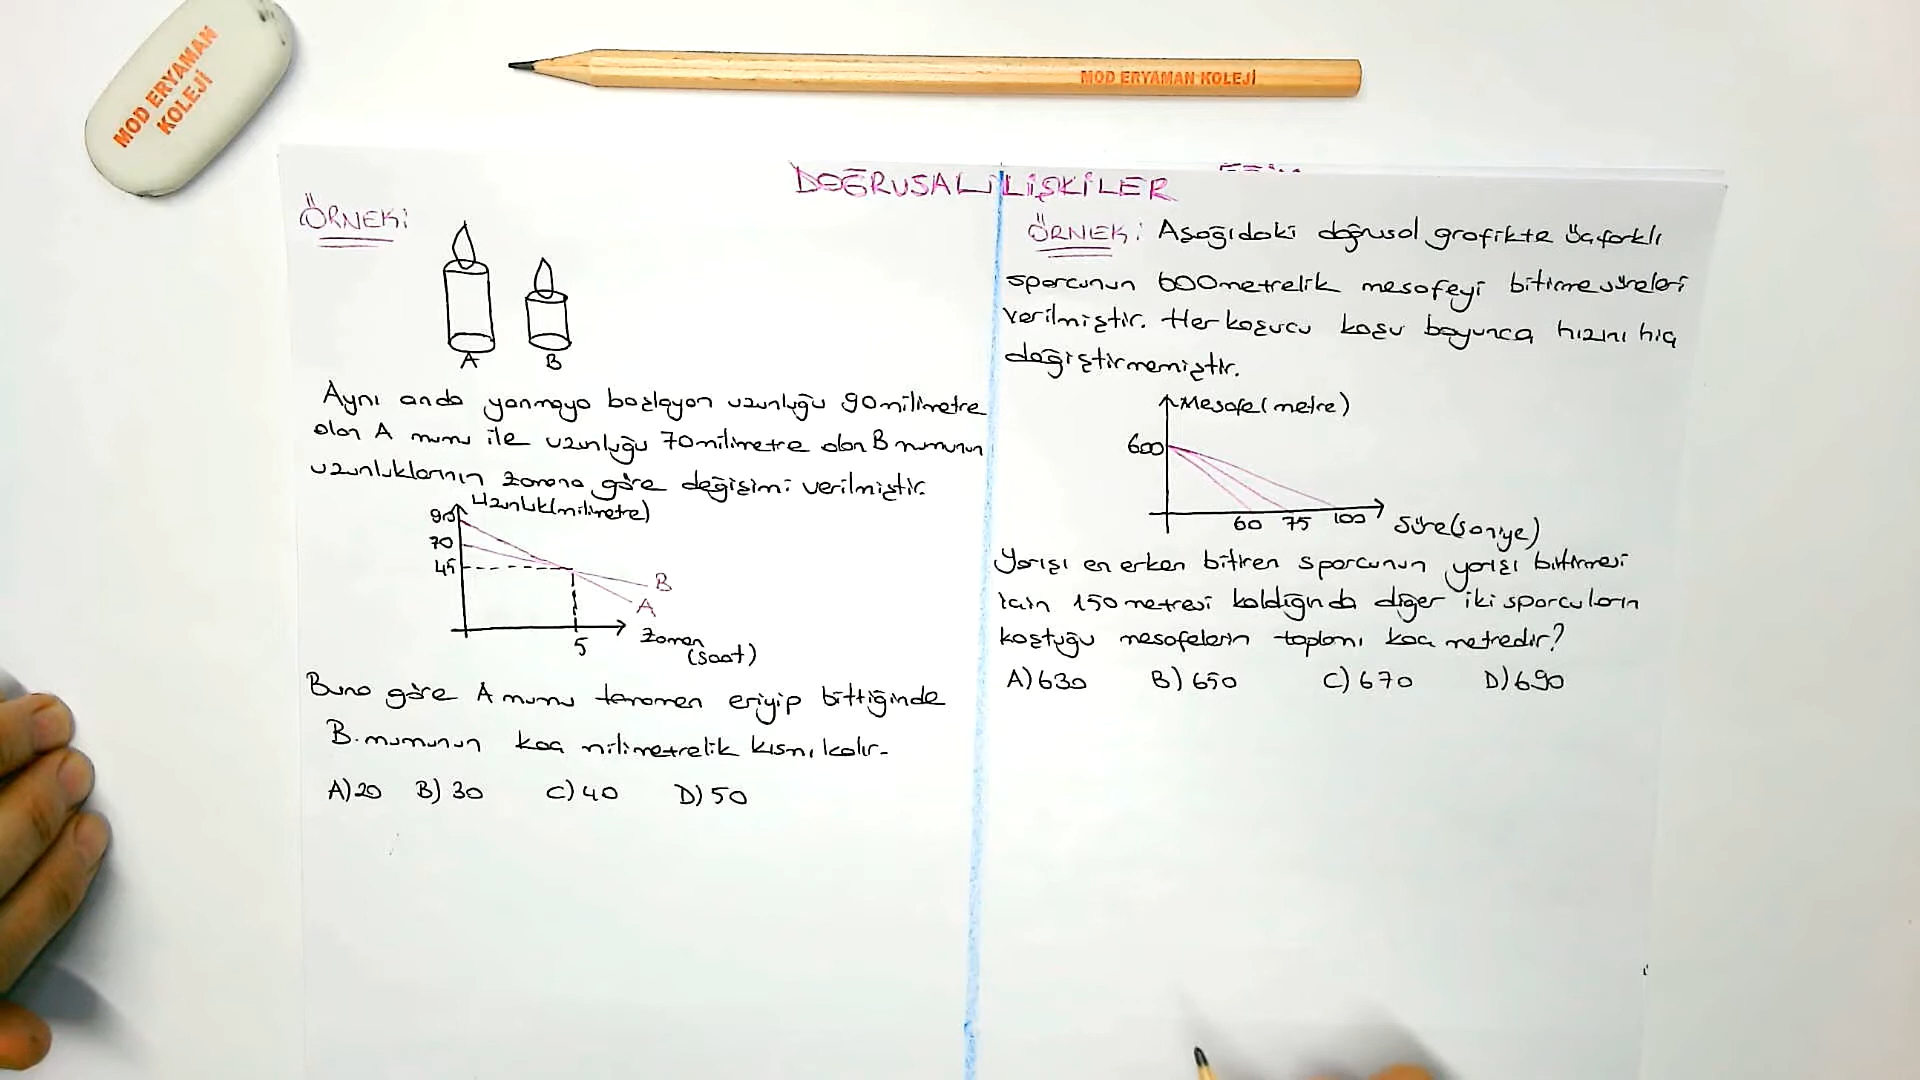 MOD ERYAMAN
KOLEJİ
MOD ERYAMAN KOLEJİ
DOĞRUSAL İLİŞKİLER
ÖRNEK:
A B
Aynı anda yanmaya başlayan uzunluğu 90 milimetre
olan A mumu ile uzunluğu 70 milimetre olan B mumunun
uzunluklarının zamana göre değişimi verilmiştir.
Uzunluk(milimetre)
90
70
45
B
A
5
Zaman
(saat)
Buna göre A mumu tamamen eriyip bittiğinde
B mumunun kaç milimetrelik kısmı kalır.
A)20 B)30 C)40 D)50
ÖRNEK: Aşağıdaki doğrusal grafikte üç farklı
sporcunun 600 metrelik mesafeyi bitirme süreleri
verilmiştir. Her koşucu koşu boyunca hızını hiç
değiştirmemiştir.
Mesafe(metre)
600
60 75 100 Süre(saniye)
Yarışı en erken bitiren sporcunun yarışı bitirmesi
için 150 metresi kaldığında diğer iki sporcuların
koştuğu mesafelerin toplamı kaç metredir?
A)630 B)650 C)670 D)690